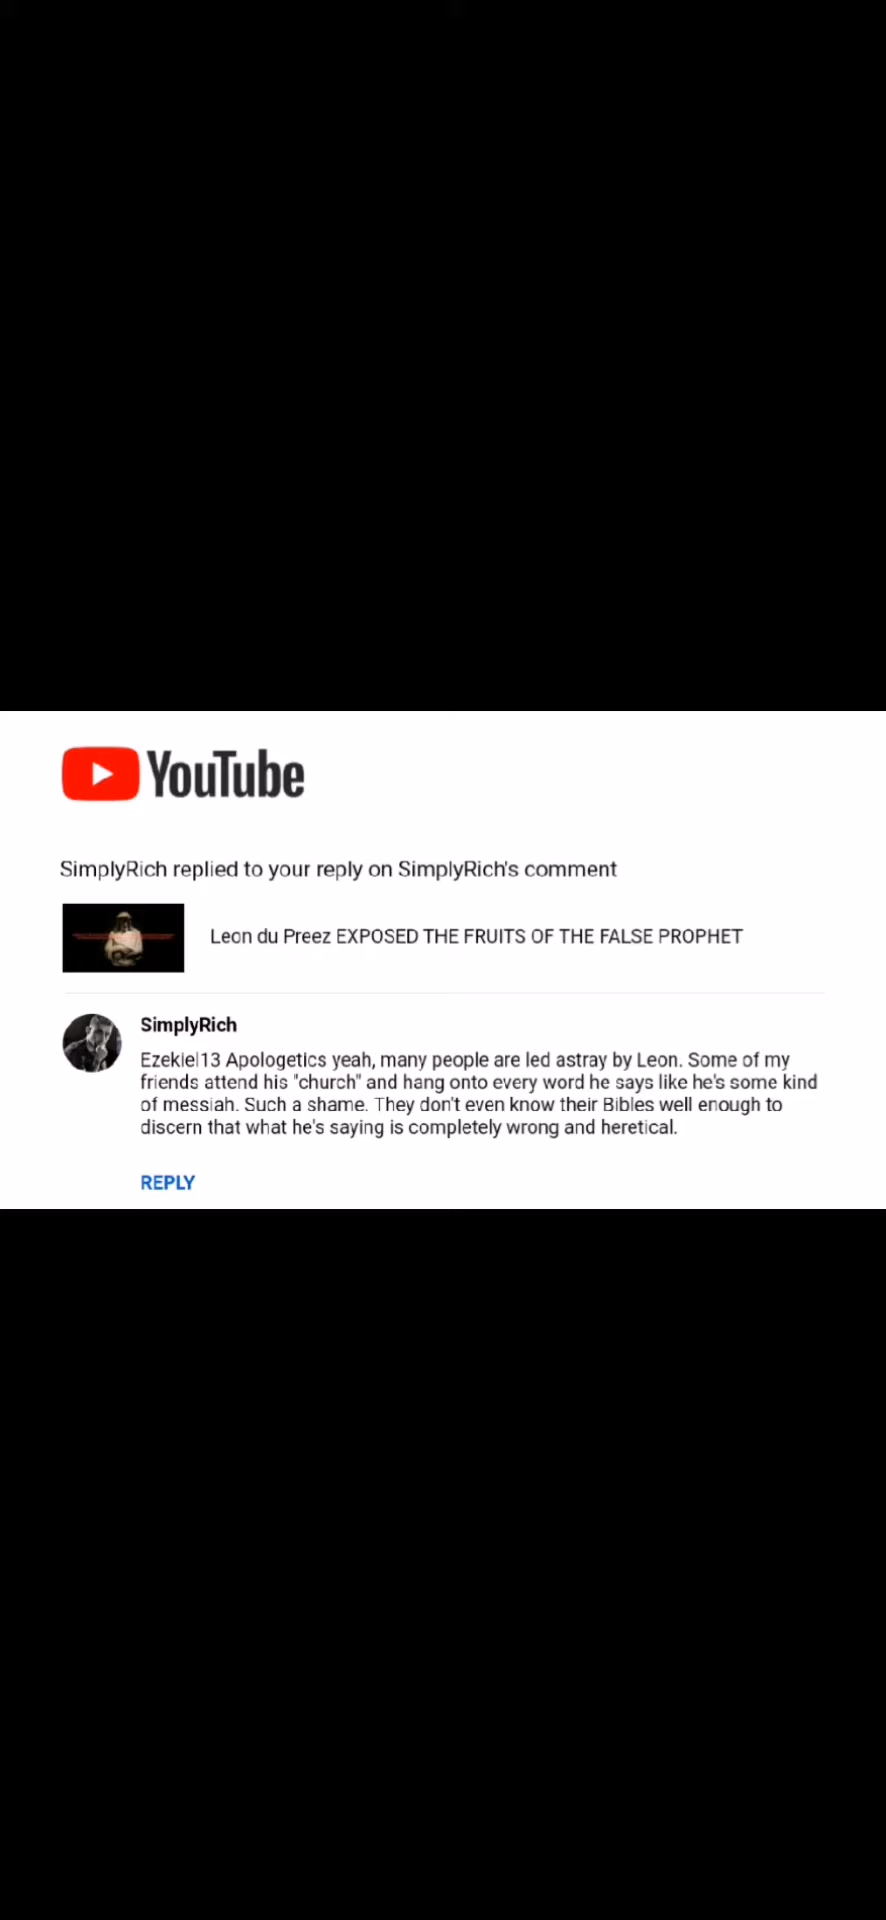 YouTube
SimplyRich replied to your reply on SimplyRich's comment
Leon du Preez EXPOSED THE FRUITS OF THE FALSE PROPHET
SimplyRich
Ezekiel13 Apologetics yeah, many people are led astray by Leon. Some of my
friends attend his "church" and hang onto every word he says like he's some kind
of messiah. Such a shame. They don't even know their Bibles well enough to
discern that what he's saying is completely wrong and heretical.
REPLY